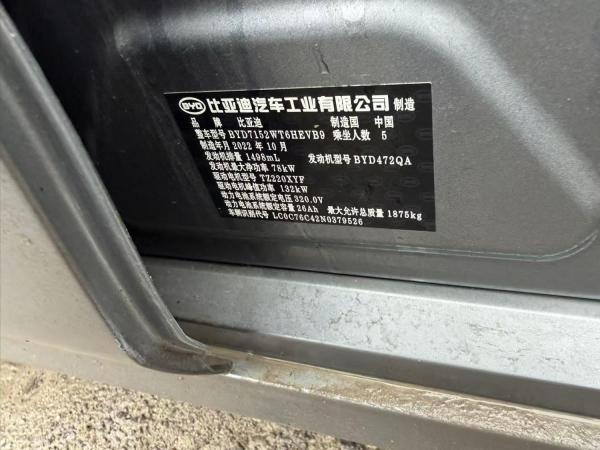 BYD 比亚迪汽车工业有限公司 制造
品牌 比亚迪 制造国 中国
整车型号 BYD7152WT6HEVB9 乘坐人数 5
制造年月 2022 年 10 月
发动机排量 1498mL 发动机型号 BYD472QA
发动机最大净功率 78kW
驱动电机型号 TZ220XYF
驱动电机峰值功率 132kW
动力电池系统额定电压 320.0V
动力电池系统额定容量 26Ah 最大允许总质量 1875kg
车辆识别代号 LC0C76C42N0379526